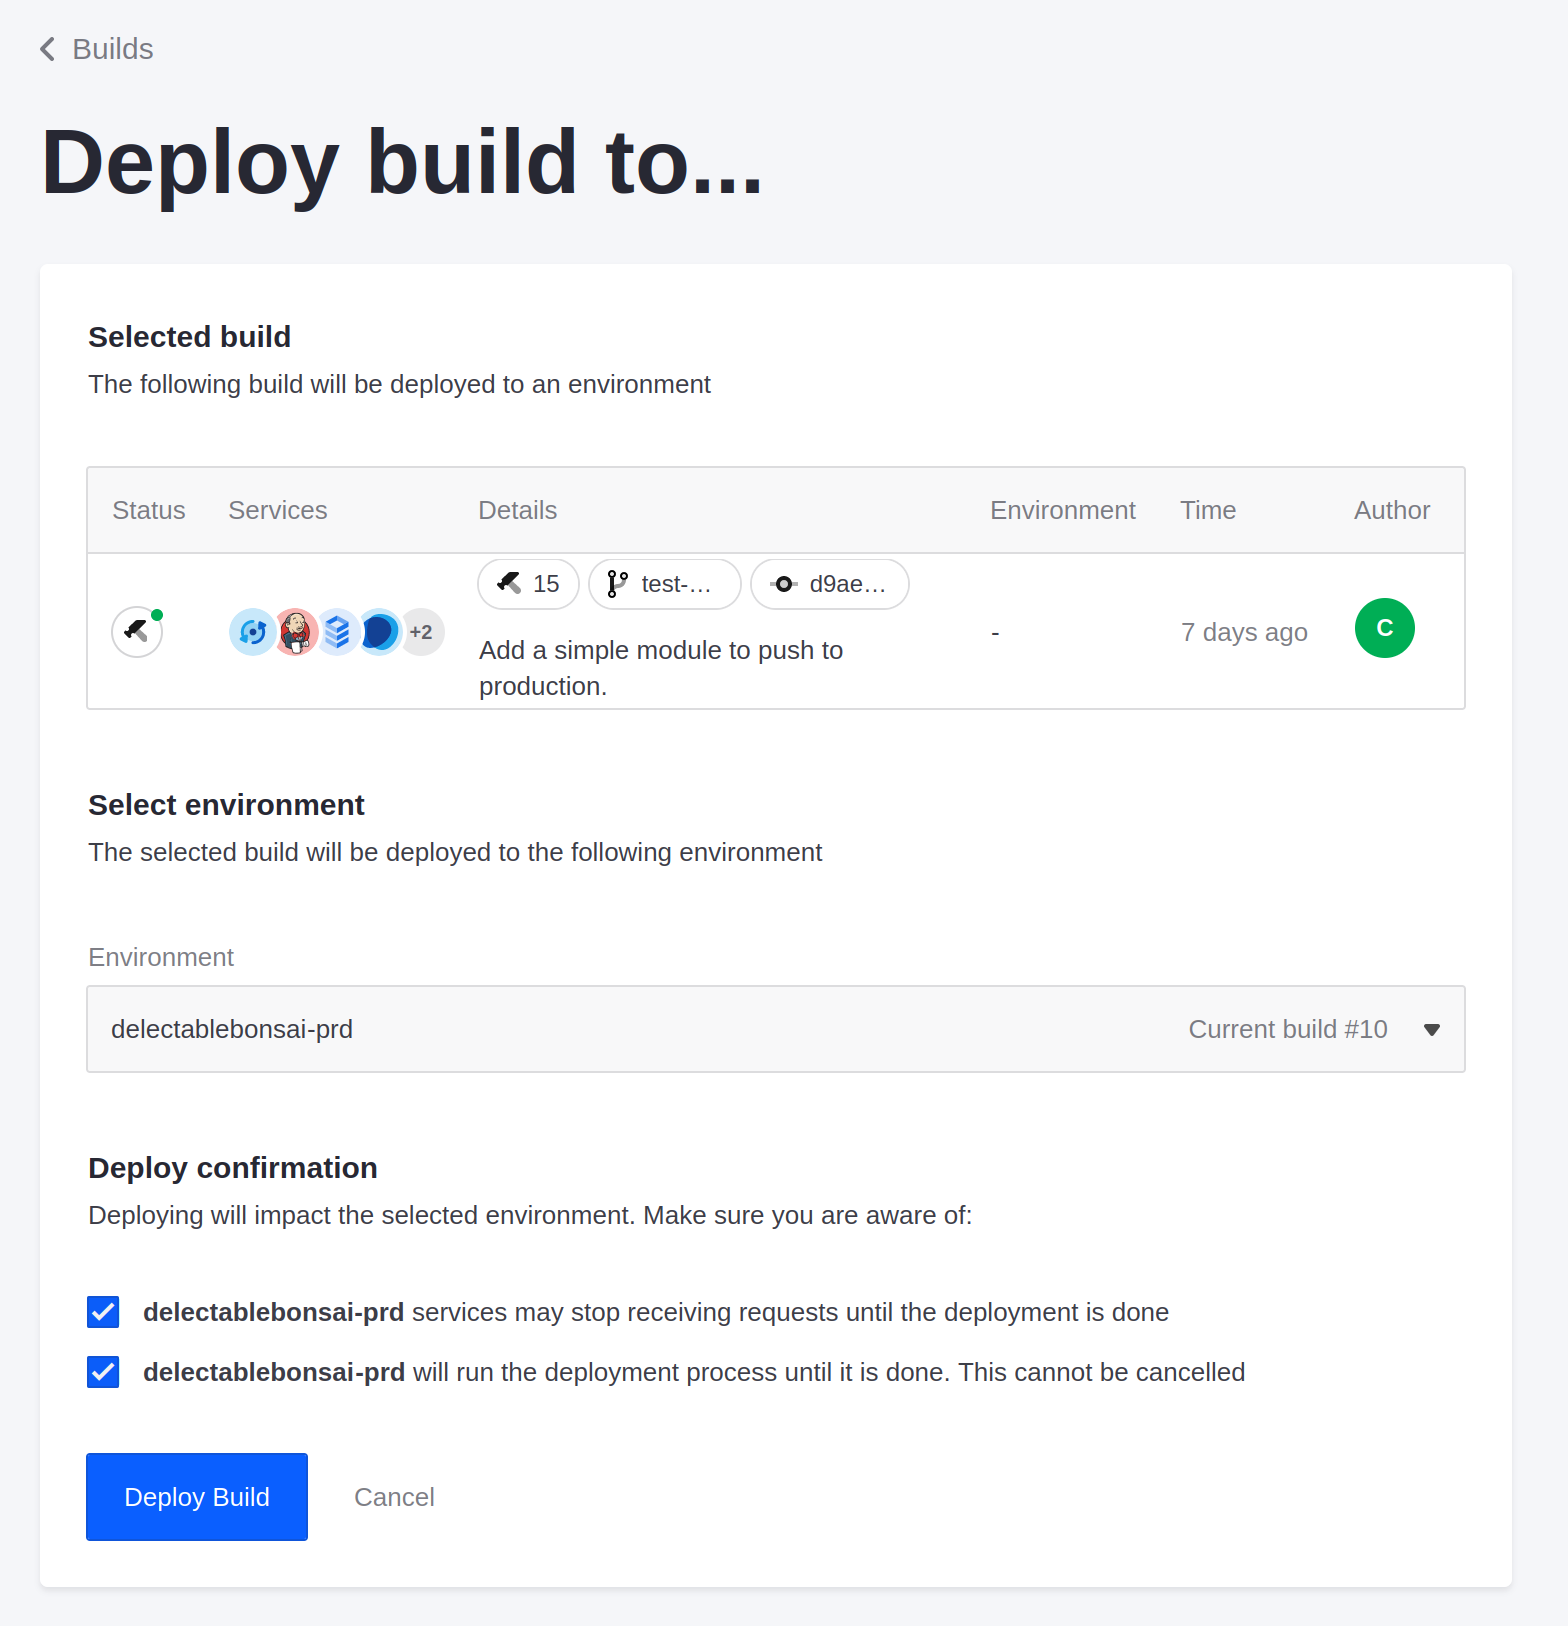 Builds
Deploy build to...
Selected build
The following build will be deployed to an environment
Status Services Details Environment Time Author
15 test-... d9ae...
+2 - 7 days ago C
Add a simple module to push to
production.
Select environment
The selected build will be deployed to the following environment
Environment
delectablebonsai-prd Current build #10
Deploy confirmation
Deploying will impact the selected environment. Make sure you are aware of:
delectablebonsai-prd services may stop receiving requests until the deployment is done
delectablebonsai-prd will run the deployment process until it is done. This cannot be cancelled
Deploy Build Cancel